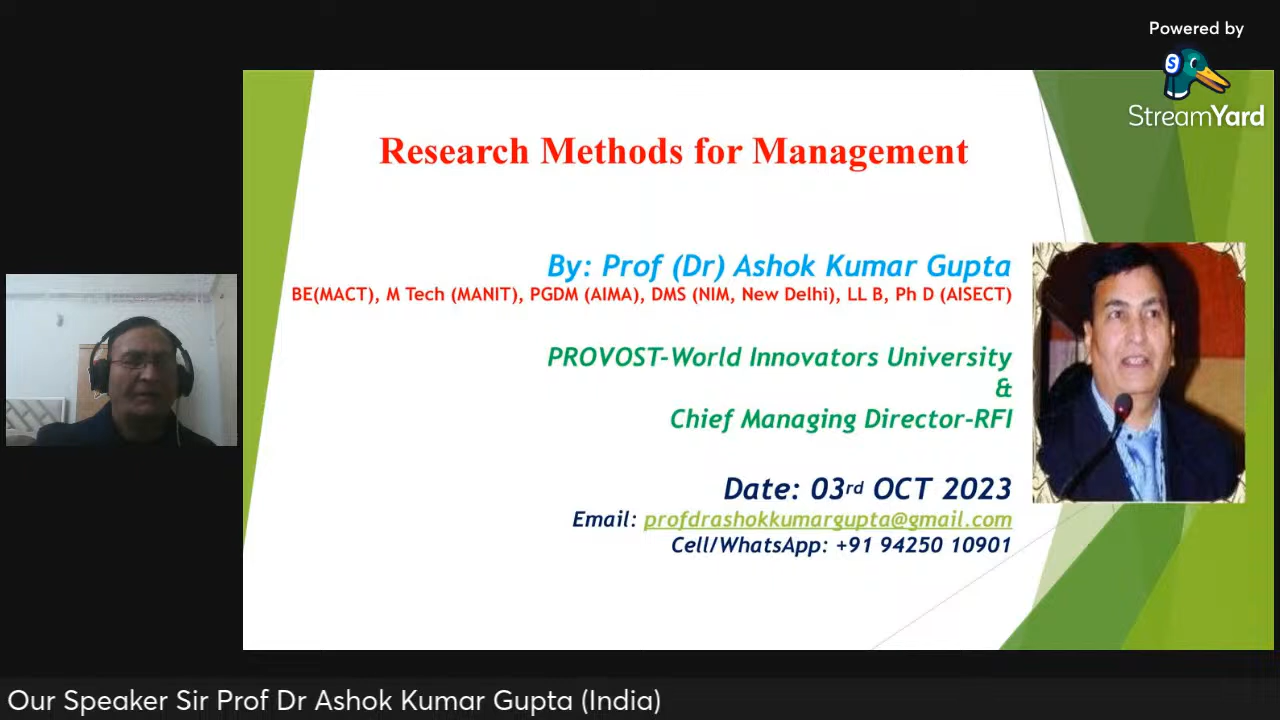 Powered by
S
StreamYard
Research Methods for Management
By: Prof (Dr) Ashok Kumar Gupta
BE(MACT), M Tech (MANIT), PGDM (AIMA), DMS (NIM, New Delhi), LL B, Ph D (AISECT)
PROVOST-World Innovators University
&
Chief Managing Director-RFI
Date: 03rd OCT 2023
Email: profdrashokkumargupta@gmail.com
Cell/WhatsApp: +91 94250 10901
Our Speaker Sir Prof Dr Ashok Kumar Gupta (India)